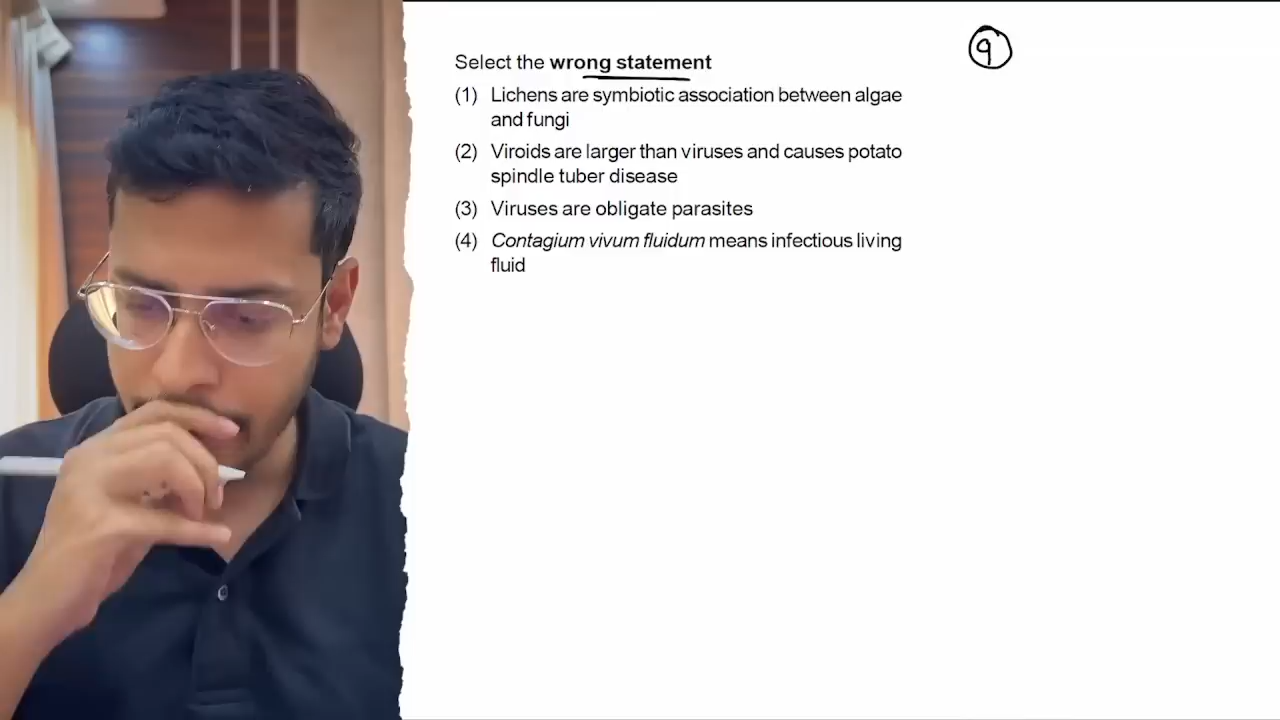 9
Select the wrong statement
(1) Lichens are symbiotic association between algae
and fungi
(2) Viroids are larger than viruses and causes potato
spindle tuber disease
(3) Viruses are obligate parasites
(4) Contagium vivum fluidum means infectious living
fluid